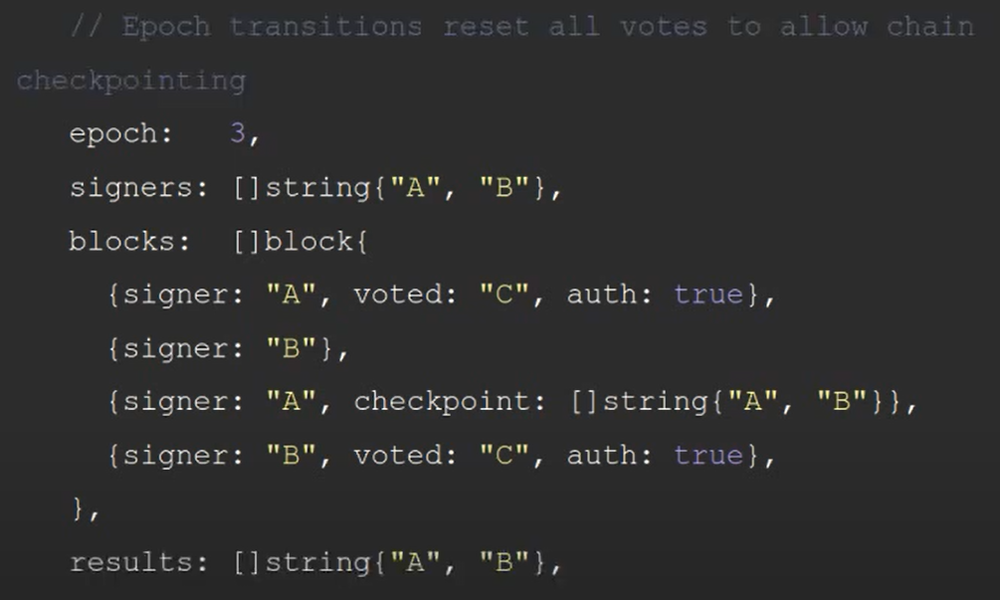 // Epoch transitions reset all votes to allow chain
checkpointing
epoch:   3,
signers: []string{"A", "B"},
blocks:  []block{
{signer: "A", voted: "C", auth: true},
{signer: "B"},
{signer: "A", checkpoint: []string{"A", "B"}},
{signer: "B", voted: "C", auth: true},
},
results: []string{"A", "B"},